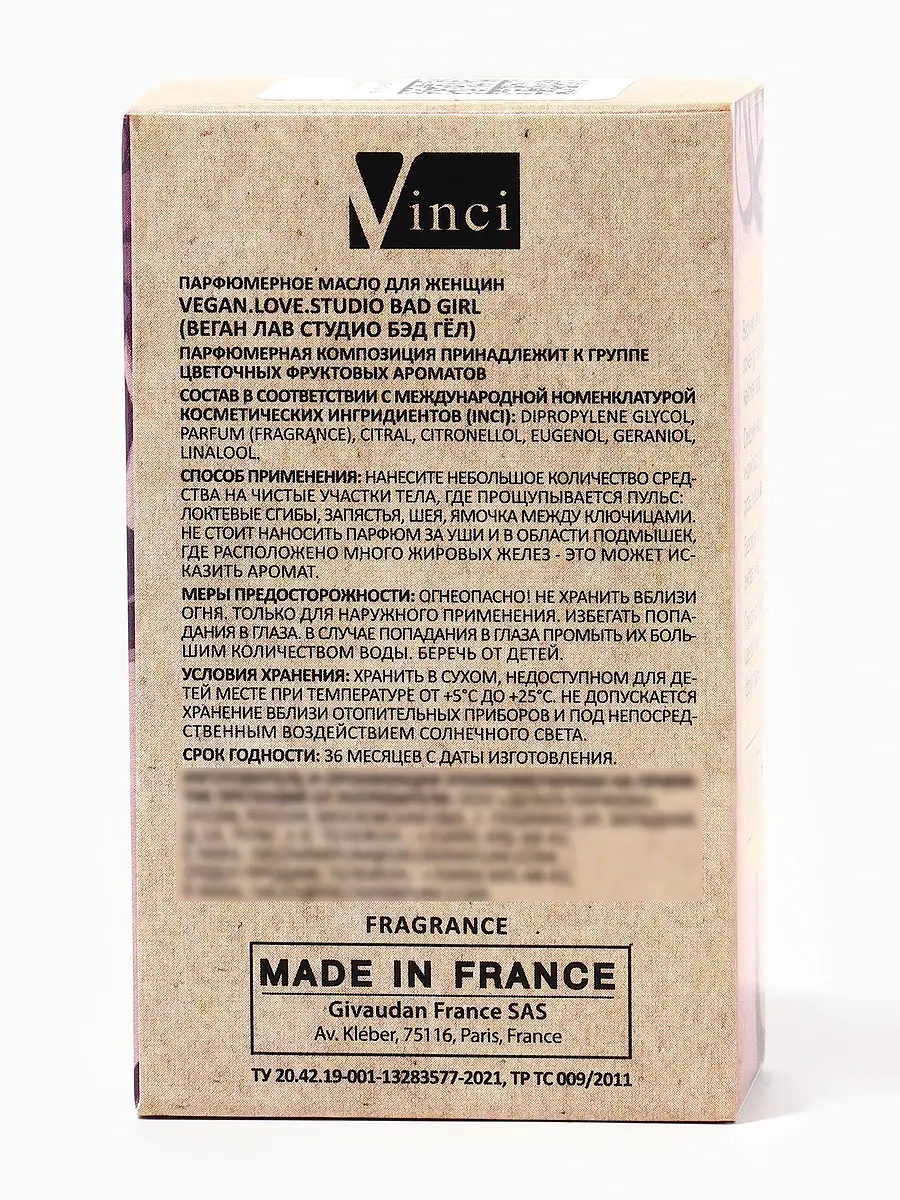 Vinci
ПАРФЮМЕРНОЕ МАСЛО ДЛЯ ЖЕНЩИН
VEGAN.LOVE.STUDIO BAD GIRL
(ВЕГАН ЛАВ СТУДИО БЭД ГЁЛ)
ПАРФЮМЕРНАЯ КОМПОЗИЦИЯ ПРИНАДЛЕЖИТ К ГРУППЕ
ЦВЕТОЧНЫХ ФРУКТОВЫХ АРОМАТОВ
СОСТАВ В СООТВЕТСТВИИ С МЕЖДУНАРОДНОЙ НОМЕНКЛАТУРОЙ
КОСМЕТИЧЕСКИХ ИНГРИДИЕНТОВ (INCI): DIPROPYLENE GLYCOL,
PARFUM (FRAGRANCE), CITRAL, CITRONELLOL, EUGENOL, GERANIOL,
LINALOOL.
СПОСОБ ПРИМЕНЕНИЯ: НАНЕСИТЕ НЕБОЛЬШОЕ КОЛИЧЕСТВО СРЕД-
СТВА НА ЧИСТЫЕ УЧАСТКИ ТЕЛА, ГДЕ ПРОЩУПЫВАЕТСЯ ПУЛЬС:
ЛОКТЕВЫЕ СГИБЫ, ЗАПЯСТЬЯ, ШЕЯ, ЯМОЧКА МЕЖДУ КЛЮЧИЦАМИ.
НЕ СТОИТ НАНОСИТЬ ПАРФЮМ ЗА УШИ И В ОБЛАСТИ ПОДМЫШЕК,
ГДЕ РАСПОЛОЖЕНО МНОГО ЖИРОВЫХ ЖЕЛЕЗ - ЭТО МОЖЕТ ИС-
КАЗИТЬ АРОМАТ.
МЕРЫ ПРЕДОСТОРОЖНОСТИ: ОГНЕОПАСНО! НЕ ХРАНИТЬ ВБЛИЗИ
ОГНЯ. ТОЛЬКО ДЛЯ НАРУЖНОГО ПРИМЕНЕНИЯ. ИЗБЕГАТЬ ПОПА-
ДАНИЯ В ГЛАЗА. В СЛУЧАЕ ПОПАДАНИЯ В ГЛАЗА ПРОМЫТЬ ИХ БОЛЬ-
ШИМ КОЛИЧЕСТВОМ ВОДЫ. БЕРЕЧЬ ОТ ДЕТЕЙ.
УСЛОВИЯ ХРАНЕНИЯ: ХРАНИТЬ В СУХОМ, НЕДОСТУПНОМ ДЛЯ ДЕ-
ТЕЙ МЕСТЕ ПРИ ТЕМПЕРАТУРЕ ОТ +5°С ДО +25°С. НЕ ДОПУСКАЕТСЯ
ХРАНЕНИЕ ВБЛИЗИ ОТОПИТЕЛЬНЫХ ПРИБОРОВ И ПОД НЕПОСРЕД-
СТВЕННЫМ ВОЗДЕЙСТВИЕМ СОЛНЕЧНОГО СВЕТА.
СРОК ГОДНОСТИ: 36 МЕСЯЦЕВ С ДАТЫ ИЗГОТОВЛЕНИЯ.
FRAGRANCE
MADE IN FRANCE
Givaudan France SAS
Av. Kléber, 75116, Paris, France
ТУ 20.42.19-001-13283577-2021, ТР ТС 009/2011